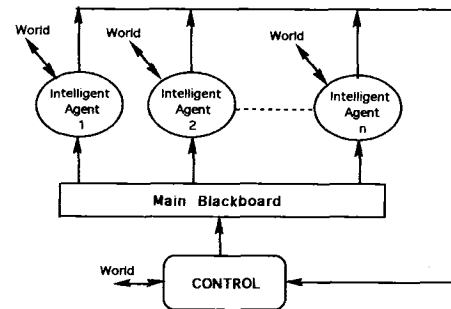 World
World
World
Intelligent
Agent
1
Intelligent
Agent
2
Intelligent
Agent
n
Main Blackboard
World
CONTROL